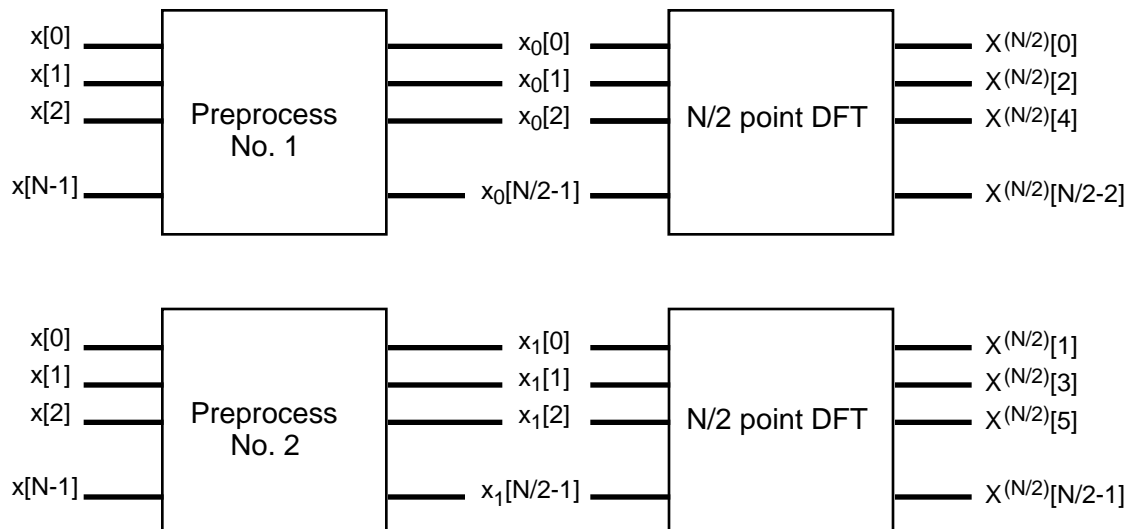 x[0] x₀[0] X⁽ᴺ/²⁾[0]
x[1] x₀[1] X⁽ᴺ/²⁾[2]
x[2] Preprocess x₀[2] N/2 point DFT X⁽ᴺ/²⁾[4]
No. 1
x[N-1] x₀[N/2-1] X⁽ᴺ/²⁾[N/2-2]
x[0] x₁[0] X⁽ᴺ/²⁾[1]
x[1] x₁[1] X⁽ᴺ/²⁾[3]
x[2] Preprocess x₁[2] N/2 point DFT X⁽ᴺ/²⁾[5]
No. 2
x[N-1] x₁[N/2-1] X⁽ᴺ/²⁾[N/2-1]